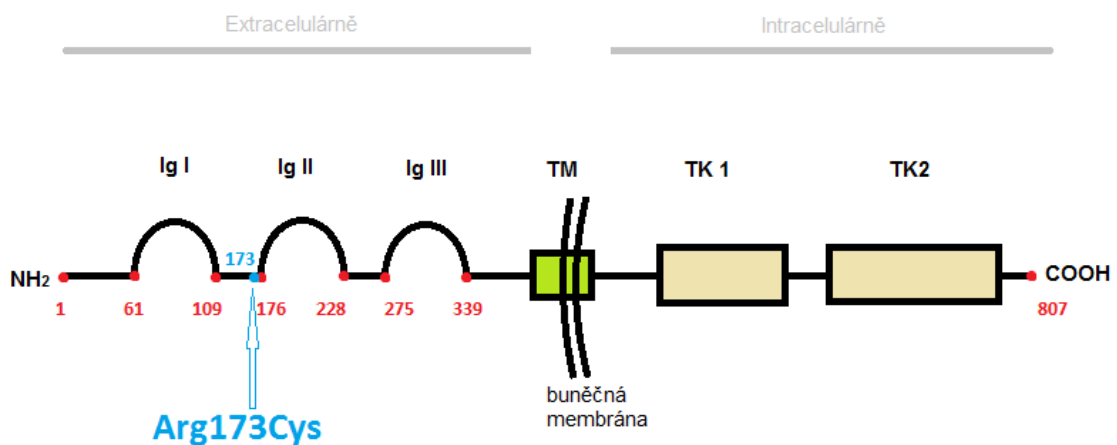 Extracelulárně
Intracelulárně
Ig I
Ig II
Ig III
TM
TK 1
TK2
173
NH2
COOH
1
61
109
176
228
275
339
807
buněčná
membrána
Arg173Cys